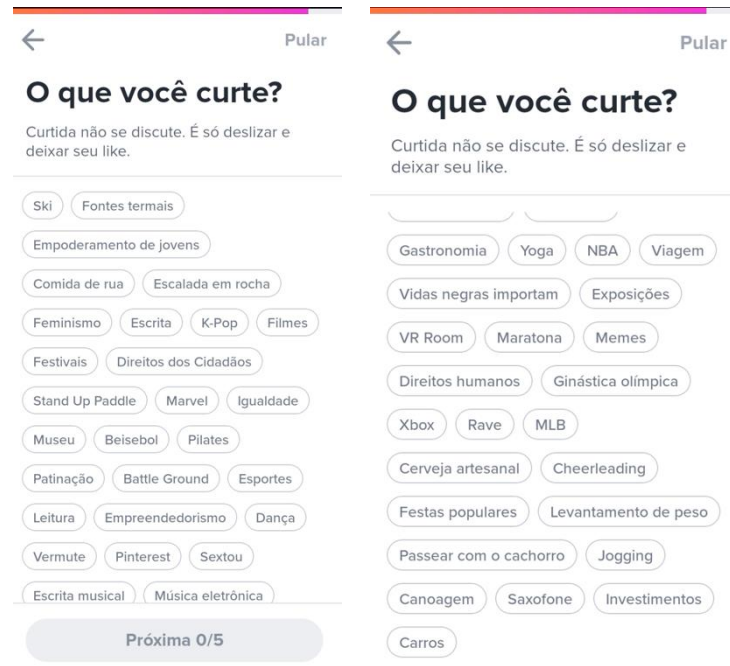 Pular
O que você curte?
Curtida não se discute. É só deslizar e
deixar seu like.
Ski Fontes termais
Empoderamento de jovens
Comida de rua Escalada em rocha
Feminismo Escrita K-Pop Filmes
Festivais Direitos dos Cidadãos
Stand Up Paddle Marvel Igualdade
Museu Beisebol Pilates
Patinação Battle Ground Esportes
Leitura Empreendedorismo Dança
Vermute Pinterest Sextou
Escrita musical Música eletrônica
Próxima 0/5
Pular
O que você curte?
Curtida não se discute. É só deslizar e
deixar seu like.
Gastronomia Yoga NBA Viagem
Vidas negras importam Exposições
VR Room Maratona Memes
Direitos humanos Ginástica olímpica
Xbox Rave MLB
Cerveja artesanal Cheerleading
Festas populares Levantamento de peso
Passear com o cachorro Jogging
Canoagem Saxofone Investimentos
Carros